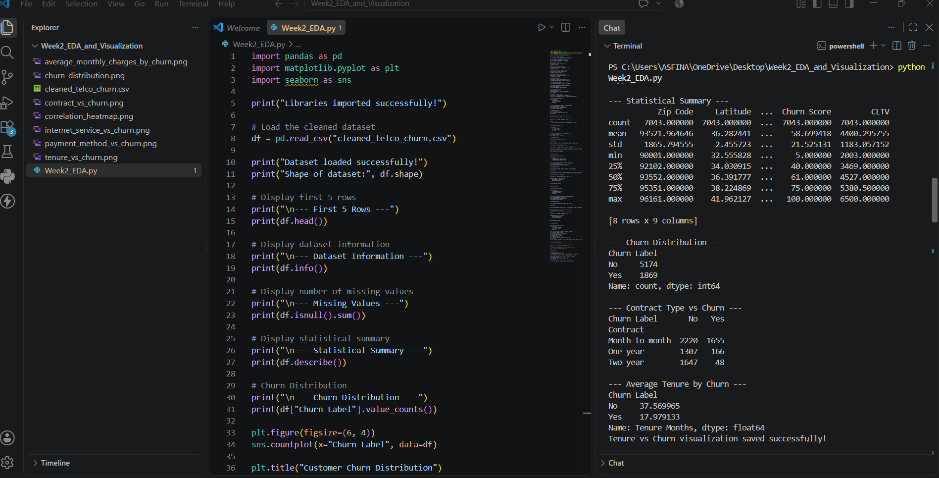 File Edit Selection View Go Run Terminal Help
Week2_EDA_and_Visualization
Explorer
Week2_EDA_and_Visualization
average_monthly_charges_by_churn.png
churn_distribution.png
cleaned_telco_churn.csv
contract_vs_churn.png
correlation_heatmap.png
internet_service_vs_churn.png
payment_method_vs_churn.png
tenure_vs_churn.png
Week2_EDA.py 1
3
Timeline
Welcome
Week2_EDA.py 1
Week2_EDA.py > ...
1 import pandas as pd
2 import matplotlib.pyplot as plt
3 import seaborn as sns
4
5 print("Libraries imported successfully!")
6
7 # Load the cleaned dataset
8 df = pd.read_csv("cleaned_telco_churn.csv")
9
10 print("Dataset loaded successfully!")
11 print("Shape of dataset:", df.shape)
12
13 # Display first 5 rows
14 print("\n--- First 5 Rows ---")
15 print(df.head())
16
17 # Display dataset information
18 print("\n--- Dataset Information ---")
19 print(df.info())
20
21 # Display number of missing values
22 print("\n--- Missing Values ---")
23 print(df.isnull().sum())
24
25 # Display statistical summary
26 print("\n--- Statistical Summary ---")
27 print(df.describe())
28
29 # Churn Distribution
30 print("\n--- Churn Distribution ---")
31 print(df["Churn Label"].value_counts())
32
33 plt.figure(figsize=(6, 4))
34 sns.countplot(x="Churn Label", data=df)
35
36 plt.title("Customer Churn Distribution")
Chat
Terminal
powershell
PS C:\Users\ASFINA\OneDrive\Desktop\Week2_EDA_and_Visualization> python
Week2_EDA.py
--- Statistical Summary ---
Zip Code Latitude ... Churn Score CLTV
count 7043.000000 7043.000000 ... 7043.000000 7043.000000
mean 93521.964646 36.282441 ... 58.699418 4400.295755
std 1865.794555 2.455723 ... 21.525131 1183.057152
min 90001.000000 32.555828 ... 5.000000 2003.000000
25% 92102.000000 34.030915 ... 40.000000 3469.000000
50% 93552.000000 36.391777 ... 61.000000 4527.000000
75% 95351.000000 38.224869 ... 75.000000 5380.500000
max 96161.000000 41.962127 ... 100.000000 6500.000000
[8 rows x 9 columns]
--- Churn Distribution ---
Churn Label
No 5174
Yes 1869
Name: count, dtype: int64
--- Contract Type vs Churn ---
Churn Label No Yes
Contract
Month-to-month 2220 1655
One year 1307 166
Two year 1647 48
--- Average Tenure by Churn ---
Churn Label
No 37.569965
Yes 17.979133
Name: Tenure Months, dtype: float64
Tenure vs Churn visualization saved successfully!
Chat